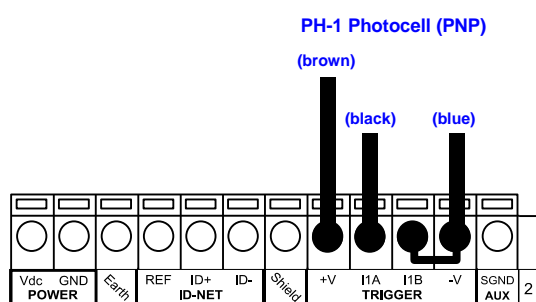 PH-1 Photocell (PNP)
(brown)
(black) (blue)
Vdc GND Earth REF ID+ ID- Shield +V I1A I1B -V SGND 2
POWER ID-NET TRIGGER AUX